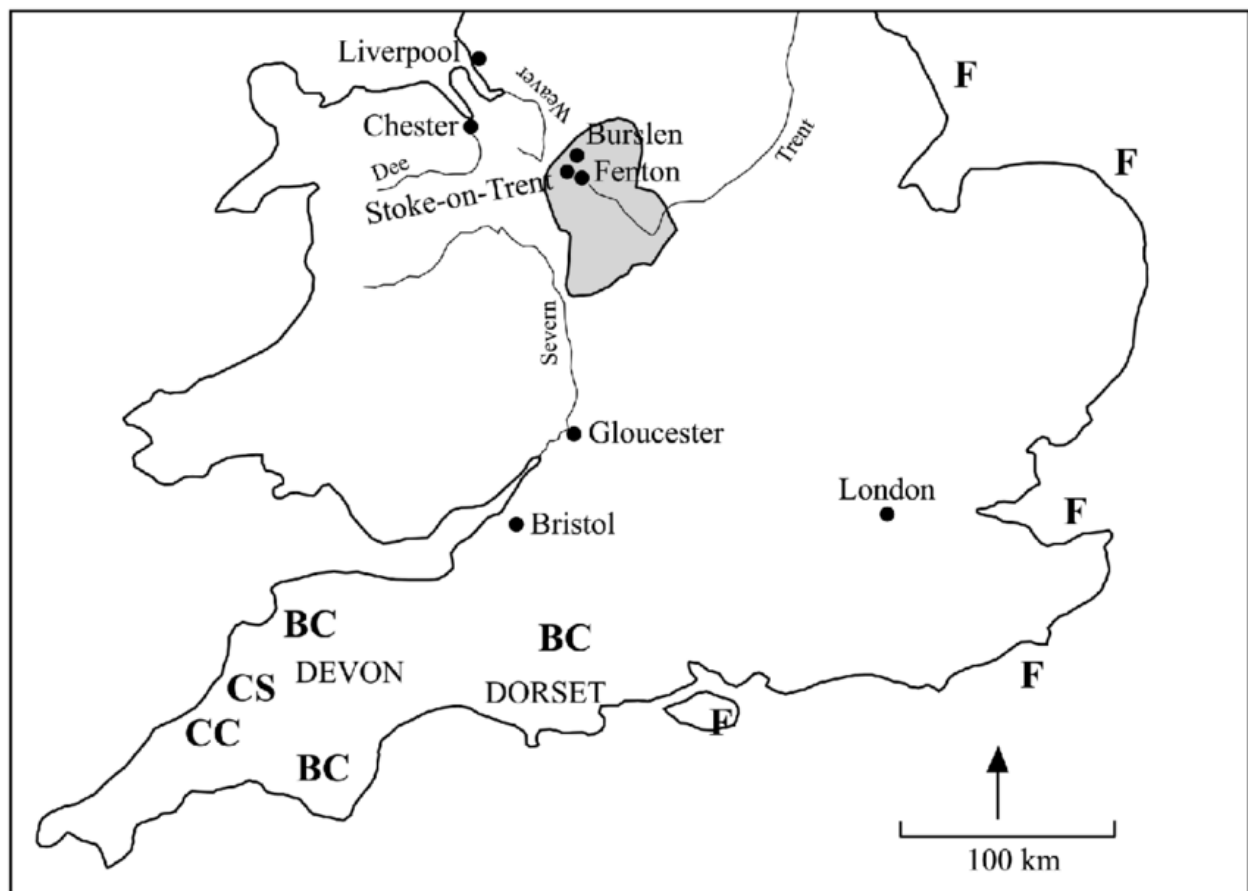 Liverpool
Weaver
F
Chester
Burslen
Trent
Dee
Fenton
F
Stoke-on-Trent
Severn
Gloucester
London
F
Bristol
BC
BC
DEVON
CS
DORSET
F
CC
F
BC
100 km